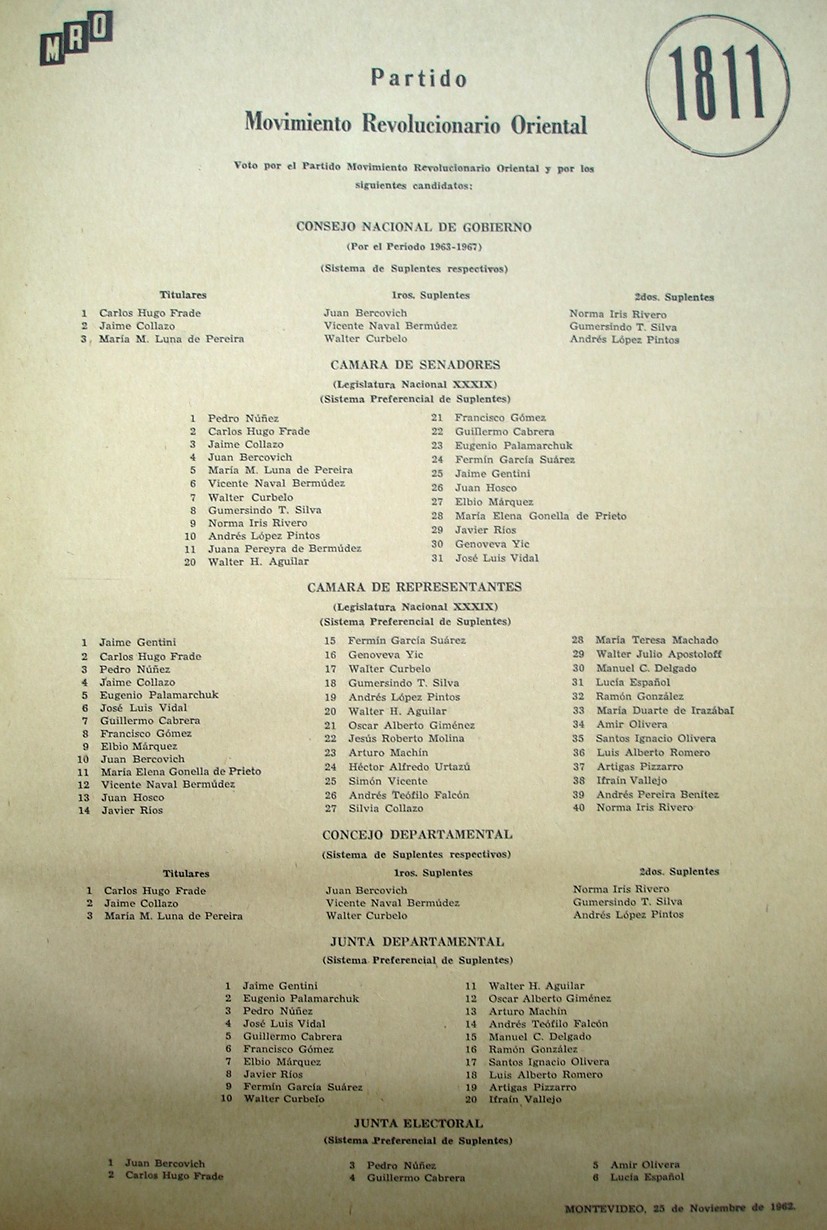 MRO
1811
Partido
Movimiento Revolucionario Oriental
Voto por el Partido Movimiento Revolucionario Oriental y por los
siguientes candidatos:
CONSEJO NACIONAL DE GOBIERNO
(Por el Período 1963-1967)
(Sistema de Suplentes respectivos)
Titulares 1ros. Suplentes 2dos. Suplentes
1 Carlos Hugo Frade Juan Bercovich Norma Iris Rivero
2 Jaime Collazo Vicente Naval Bermúdez Gumersindo T. Silva
3 María M. Luna de Pereira Walter Curbelo Andrés López Pintos
CAMARA DE SENADORES
(Legislatura Nacional XXXIX)
(Sistema Preferencial de Suplentes)
1 Pedro Núñez
2 Carlos Hugo Frade
3 Jaime Collazo
4 Juan Bercovich
5 María M. Luna de Pereira
6 Vicente Naval Bermúdez
7 Walter Curbelo
8 Gumersindo T. Silva
9 Norma Iris Rivero
10 Andrés López Pintos
11 Juana Pereyra de Bermúdez
20 Walter H. Aguilar
21 Francisco Gómez
22 Guillermo Cabrera
23 Eugenio Palamarchuk
24 Fermín García Suárez
25 Jaime Gentini
26 Juan Hosco
27 Elbio Márquez
28 María Elena Gonella de Prieto
29 Javier Ríos
30 Genoveva Yic
31 José Luis Vidal
CAMARA DE REPRESENTANTES
(Legislatura Nacional XXXIX)
(Sistema Preferencial de Suplentes)
1 Jaime Gentini
2 Carlos Hugo Frade
3 Pedro Núñez
4 Jaime Collazo
5 Eugenio Palamarchuk
6 José Luis Vidal
7 Guillermo Cabrera
8 Francisco Gómez
9 Elbio Márquez
10 Juan Bercovich
11 María Elena Gonella de Prieto
12 Vicente Naval Bermúdez
13 Juan Hosco
14 Javier Ríos
15 Fermín García Suárez
16 Genoveva Yic
17 Walter Curbelo
18 Gumersindo T. Silva
19 Andrés López Pintos
20 Walter H. Aguilar
21 Oscar Alberto Giménez
22 Jesús Roberto Molina
23 Arturo Machín
24 Héctor Alfredo Urtazú
25 Simón Vicente
26 Andrés Teófilo Falcón
27 Silvia Collazo
28 María Teresa Machado
29 Walter Julio Apostoloff
30 Manuel C. Delgado
31 Lucía Español
32 Ramón González
33 María Duarte de Irazábal
34 Amir Olivera
35 Santos Ignacio Olivera
36 Luis Alberto Romero
37 Artigas Pizzarro
38 Ifraín Vallejo
39 Andrés Pereira Benítez
40 Norma Iris Rivero
CONCEJO DEPARTAMENTAL
(Sistema de Suplentes respectivos)
Titulares 1ros. Suplentes 2dos. Suplentes
1 Carlos Hugo Frade Juan Bercovich Norma Iris Rivero
2 Jaime Collazo Vicente Naval Bermúdez Gumersindo T. Silva
3 María M. Luna de Pereira Walter Curbelo Andrés López Pintos
JUNTA DEPARTAMENTAL
(Sistema Preferencial de Suplentes)
1 Jaime Gentini
2 Eugenio Palamarchuk
3 Pedro Núñez
4 José Luis Vidal
5 Guillermo Cabrera
6 Francisco Gómez
7 Elbio Márquez
8 Javier Ríos
9 Fermín García Suárez
10 Walter Curbelo
11 Walter H. Aguilar
12 Oscar Alberto Giménez
13 Arturo Machín
14 Andrés Teófilo Falcón
15 Manuel C. Delgado
16 Ramón González
17 Santos Ignacio Olivera
18 Luis Alberto Romero
19 Artigas Pizzarro
20 Ifraín Vallejo
JUNTA ELECTORAL
(Sistema Preferencial de Suplentes)
1 Juan Bercovich
2 Carlos Hugo Frade
3 Pedro Núñez
4 Guillermo Cabrera
5 Amir Olivera
6 Lucía Español
MONTEVIDEO, 25 de Noviembre de 1962.